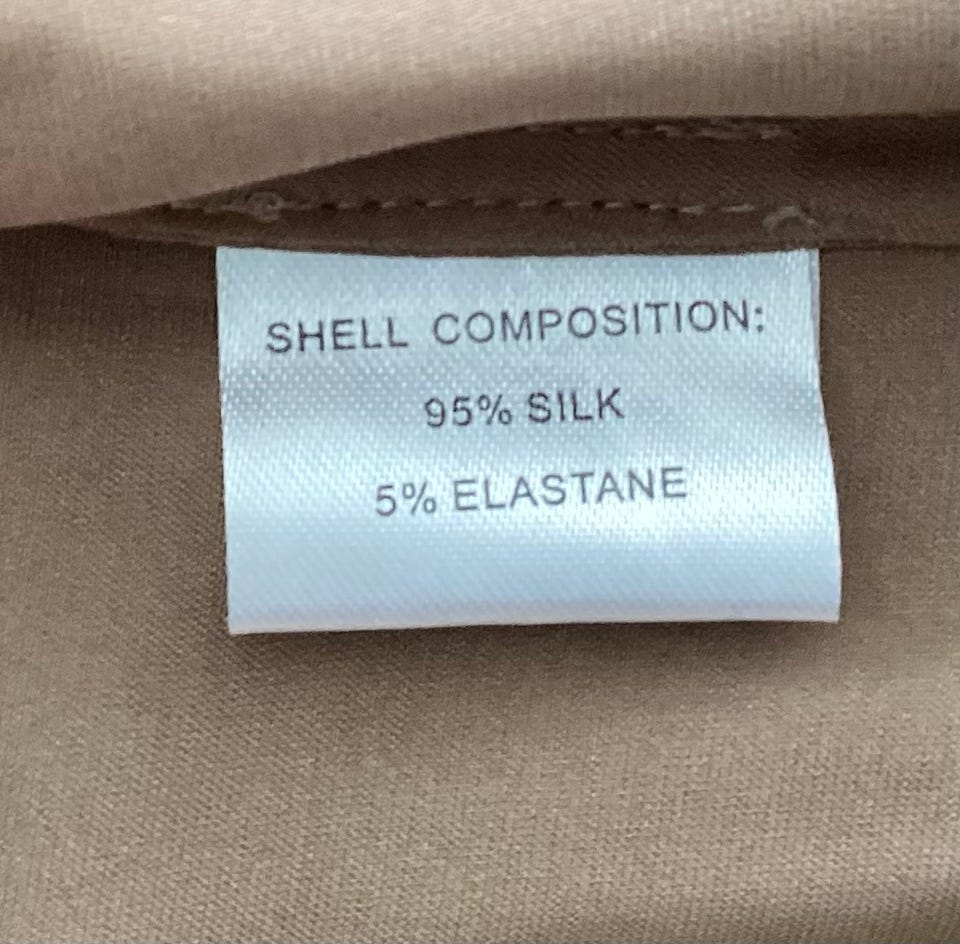 SHELL COMPOSITION:
95% SILK
5% ELASTANE